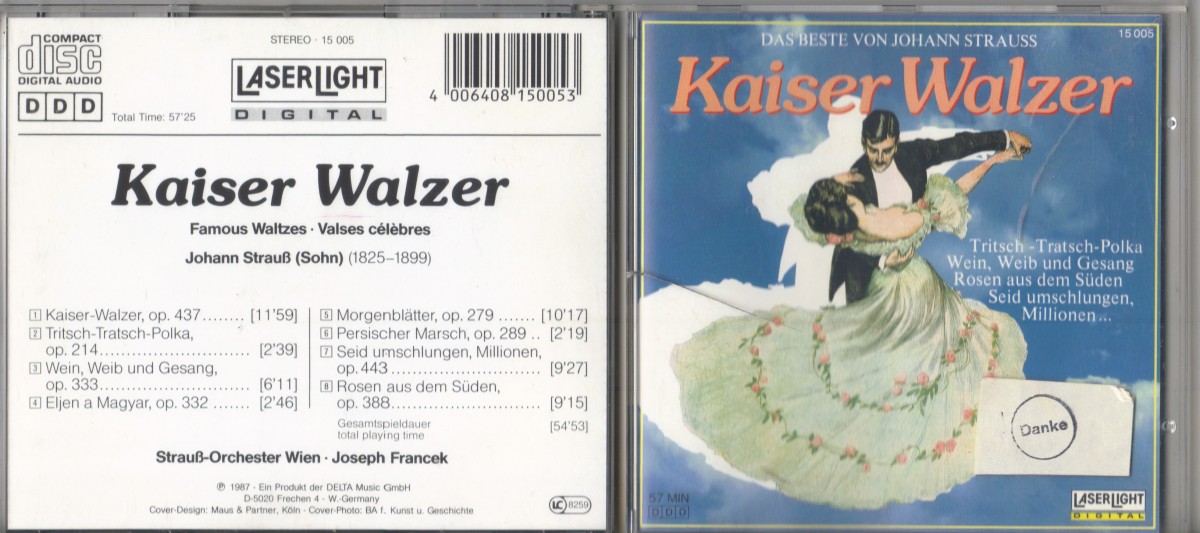 COMPACT
disc
DIGITAL AUDIO
DDD
Total Time: 57'25
STEREO · 15 005
LASERLIGHT
DIGITAL
4 006408 150053
Kaiser Walzer
Famous Waltzes · Valses célèbres
Johann Strauß (Sohn) (1825–1899)
1 Kaiser-Walzer, op. 437........ [11'59]
2 Tritsch-Tratsch-Polka,
op. 214............................ [2'39]
3 Wein, Weib und Gesang,
op. 333............................ [6'11]
4 Eljen a Magyar, op. 332 ....... [2'46]
5 Morgenblätter, op. 279 ....... [10'17]
6 Persischer Marsch, op. 289 .. [2'19]
7 Seid umschlungen, Millionen,
op. 443 ............................ [9'27]
8 Rosen aus dem Süden,
op. 388............................ [9'15]
Gesamtspieldauer
total playing time [54'53]
Strauß-Orchester Wien · Joseph Francek
℗ 1987 · Ein Produkt der DELTA Music GmbH
D-5020 Frechen 4 · W.-Germany
Cover-Design: Maus & Partner, Köln · Cover-Photo: BA f. Kunst u. Geschichte
LC 8259
15 005
DAS BESTE VON JOHANN STRAUSS
Kaiser Walzer
Tritsch-Tratsch-Polka
Wein, Weib und Gesang
Rosen aus dem Süden
Seid umschlungen,
Millionen...
Danke
57 MIN
DDD
LASERLIGHT
DIGITAL